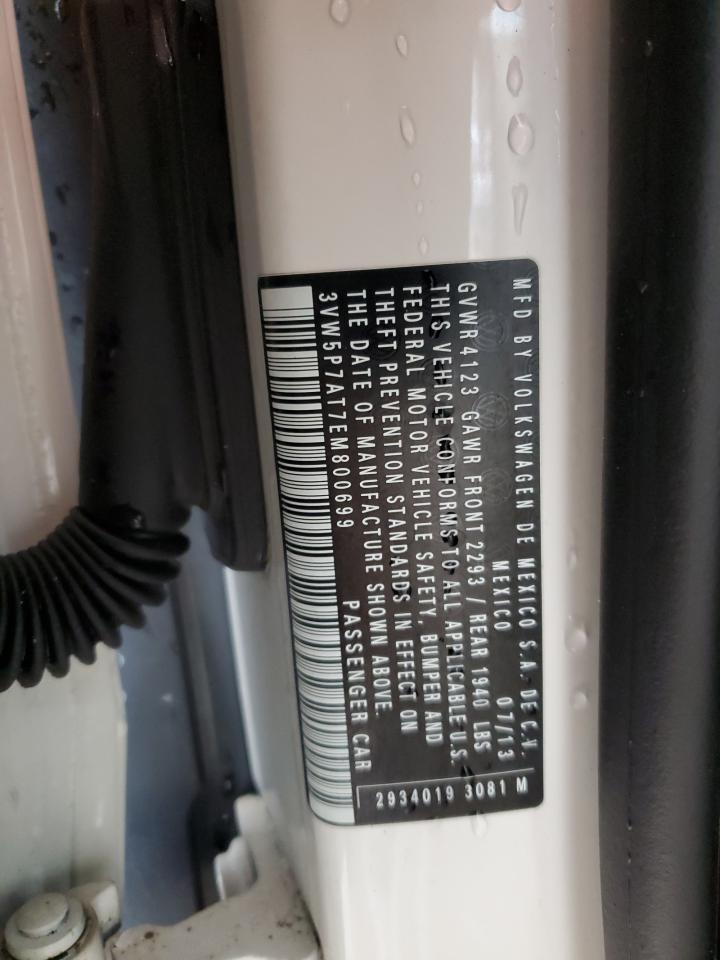 MFD BY VOLKSWAGEN DE MEXICO S.A. DE C.V.
MEXICO 07/13
GVWR 4123 GAWR FRONT 2293 / REAR 1940 LBS
THIS VEHICLE CONFORMS TO ALL APPLICABLE U.S.
FEDERAL MOTOR VEHICLE SAFETY, BUMPER AND
THEFT PREVENTION STANDARDS IN EFFECT ON
THE DATE OF MANUFACTURE SHOWN ABOVE.
3VW5P7AT7EM800699 PASSENGER CAR
2934019 3081 M